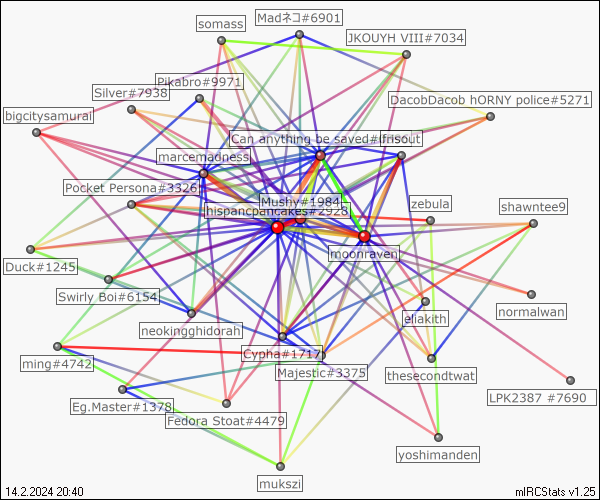 Madネコ#6901
somass
JKOUYH VIII#7034
Pikabro#9971
Silver#7938
DacobDacob hORNY police#5271
bigcitysamurai
Can anything be saved#
frisout
marcemadness
Pocket Persona#3326
Mushy#1984
hispancpancakes#2928
zebula
shawntee9
moonraven
Duck#1245
Swirly Boi#6154
normalwan
eliakith
neokingghidorah
Cypha#1717
ming#4742
Majestic#3375
thesecondtwat
LPK2387 #7690
Eg.Master#1378
Fedora Stoat#4479
yoshimanden
mukszi
14.2.2024 20:40
mIRCStats v1.25